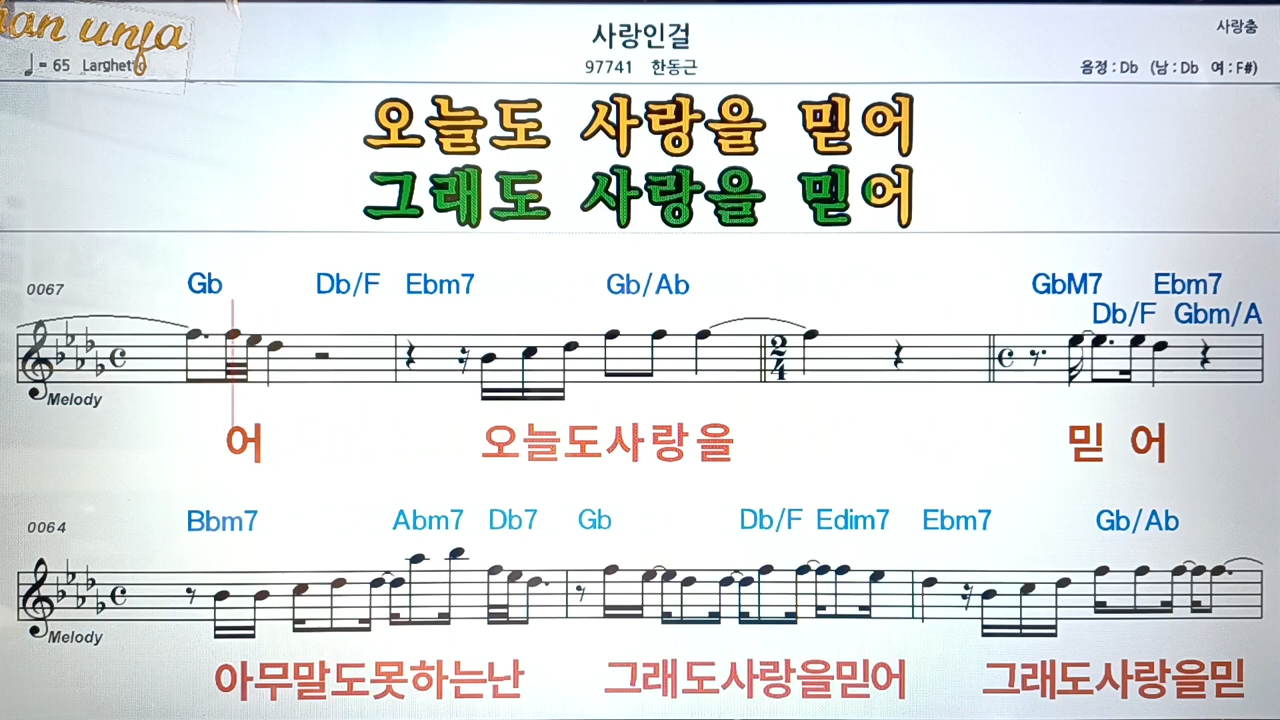 사랑인걸
사랑춤
♩= 65 Larghetto
97741 한동근
음정 : Db (남 : Db 여 : F#)
오늘도 사랑을 믿어
그래도 사랑을 믿어
0067
Gb Db/F Ebm7 Gb/Ab GbM7 Ebm7
Db/F Gbm/A
2
4
Melody
어 오늘도사랑을 믿 어
0064
Bbm7 Abm7 Db7 Gb Db/F Edim7 Ebm7 Gb/Ab
Melody
아무말도못하는난 그래도사랑을믿어 그래도사랑을믿